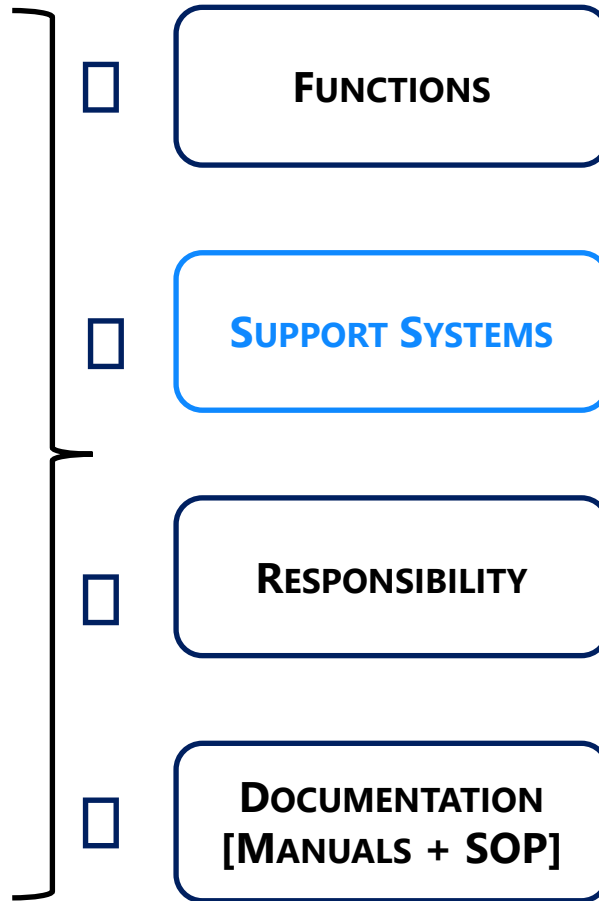 FUNCTIONS
SUPPORT SYSTEMS
RESPONSIBILITY
DOCUMENTATION
[MANUALS + SOP]